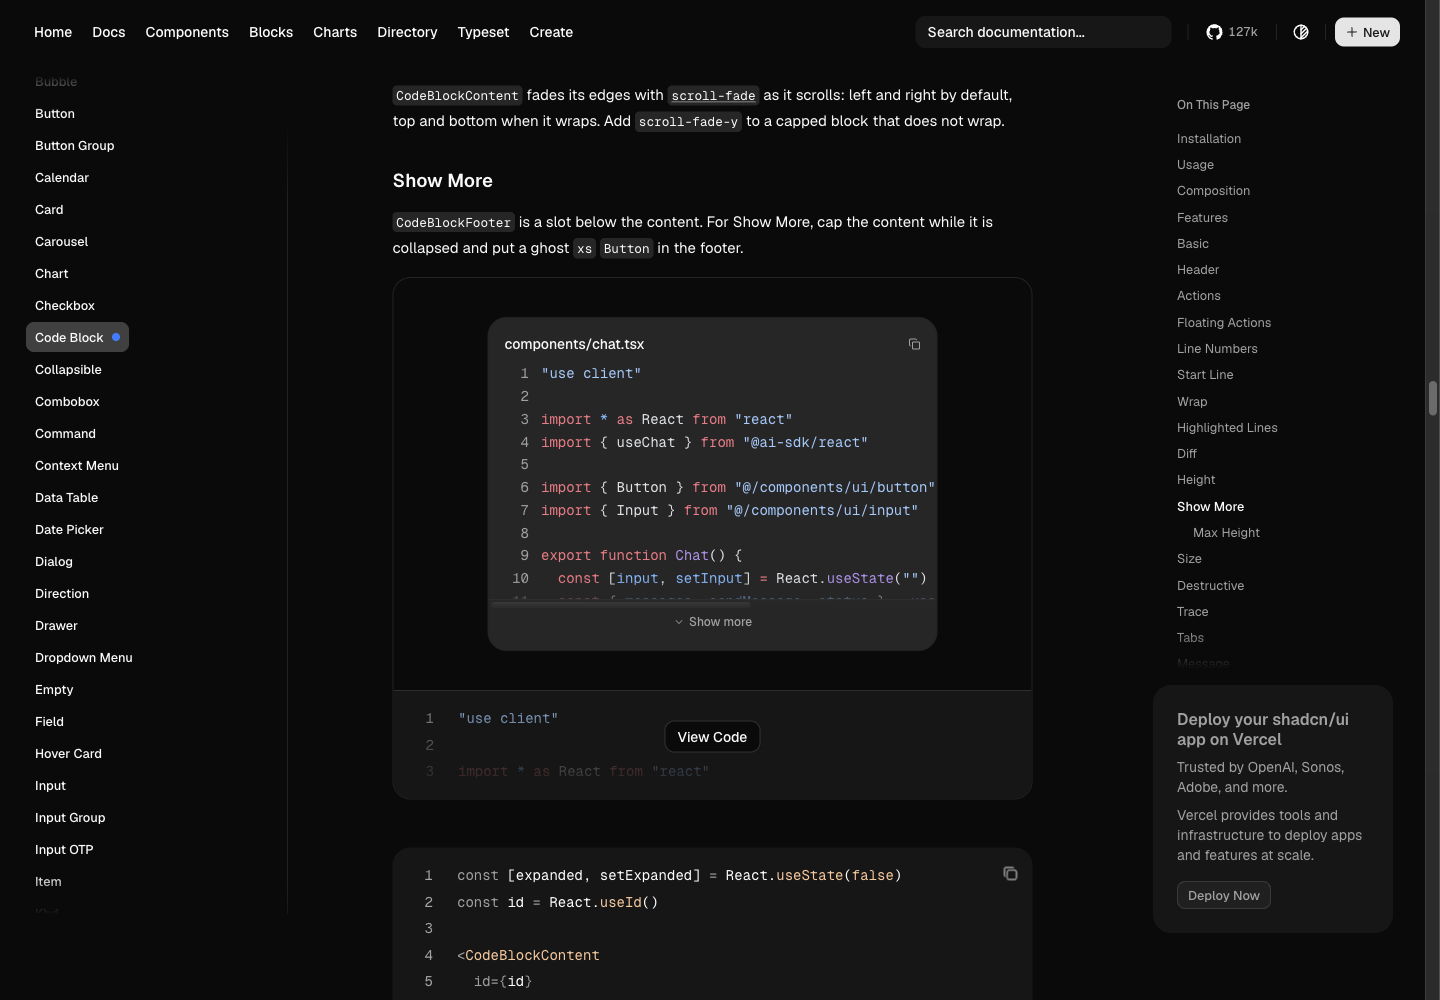 Home Docs Components Blocks Charts Directory Typeset Create
Search documentation...
127k
New
Bubble
Button
Button Group
Calendar
Card
Carousel
Chart
Checkbox
Code Block
Collapsible
Combobox
Command
Context Menu
Data Table
Date Picker
Dialog
Direction
Drawer
Dropdown Menu
Empty
Field
Hover Card
Input
Input Group
Input OTP
Item
CodeBlockContent fades its edges with scroll-fade as it scrolls: left and right by default,
top and bottom when it wraps. Add scroll-fade-y to a capped block that does not wrap.
Show More
CodeBlockFooter is a slot below the content. For Show More, cap the content while it is
collapsed and put a ghost xs Button in the footer.
components/chat.tsx
1 "use client"
2
3 import * as React from "react"
4 import { useChat } from "@ai-sdk/react"
5
6 import { Button } from "@/components/ui/button"
7 import { Input } from "@/components/ui/input"
8
9 export function Chat() {
10 const [input, setInput] = React.useState("")
11 const { messages, sendMessage, status } = use
Show more
1 "use client"
2
3 import * as React from "react"
View Code
1 const [expanded, setExpanded] = React.useState(false)
2 const id = React.useId()
3
4 <CodeBlockContent
5 id={id}
On This Page
Installation
Usage
Composition
Features
Basic
Header
Actions
Floating Actions
Line Numbers
Start Line
Wrap
Highlighted Lines
Diff
Height
Show More
Max Height
Size
Destructive
Trace
Tabs
Message
Deploy your shadcn/ui
app on Vercel
Trusted by OpenAI, Sonos,
Adobe, and more.
Vercel provides tools and
infrastructure to deploy apps
and features at scale.
Deploy Now